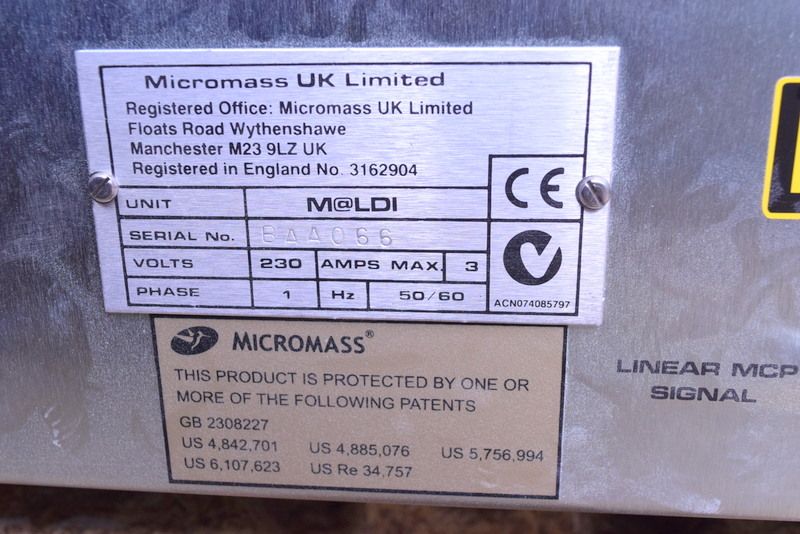 Micromass UK Limited
Registered Office: Micromass UK Limited
Floats Road Wythenshawe
Manchester M23 9LZ UK
Registered in England No. 3162904
CE
UNIT M@LDI
SERIAL No. BAA066
VOLTS 230 AMPS MAX. 3
PHASE 1 Hz 50/60
ACN074085797
MICROMASS®
THIS PRODUCT IS PROTECTED BY ONE OR
MORE OF THE FOLLOWING PATENTS
GB 2308227
US 4,842,701 US 4,885,076 US 5,756,994
US 6,107,623 US Re 34,757
LINEAR MCP
SIGNAL